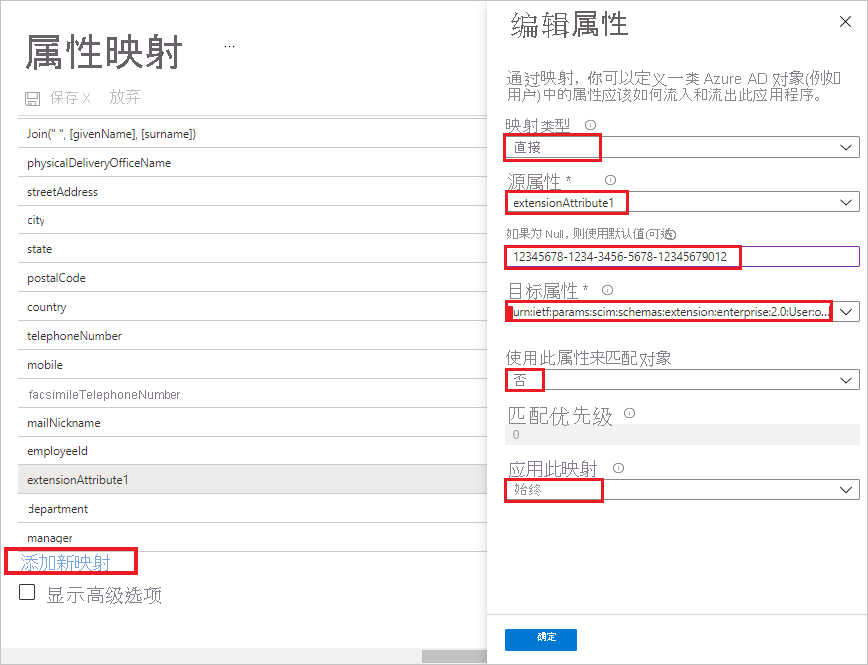 属性映射
...
保存 X 放弃
Join(" ", [givenName], [surname])
physicalDeliveryOfficeName
streetAddress
city
state
postalCode
country
telephoneNumber
mobile
facsimileTelephoneNumber
mailNickname
employeeId
extensionAttribute1
department
manager
添加新映射
显示高级选项
编辑属性
通过映射，你可以定义一类 Azure AD 对象(例如
用户)中的属性应该如何流入和流出此应用程序。
映射类型
直接
源属性 *
extensionAttribute1
如果为 Null，则使用默认值(可选)
12345678-1234-3456-5678-12345679012
目标属性 *
urn:ietf:params:scim:schemas:extension:enterprise:2.0:User:o...
使用此属性来匹配对象
否
匹配优先级
0
应用此映射
始终
确定